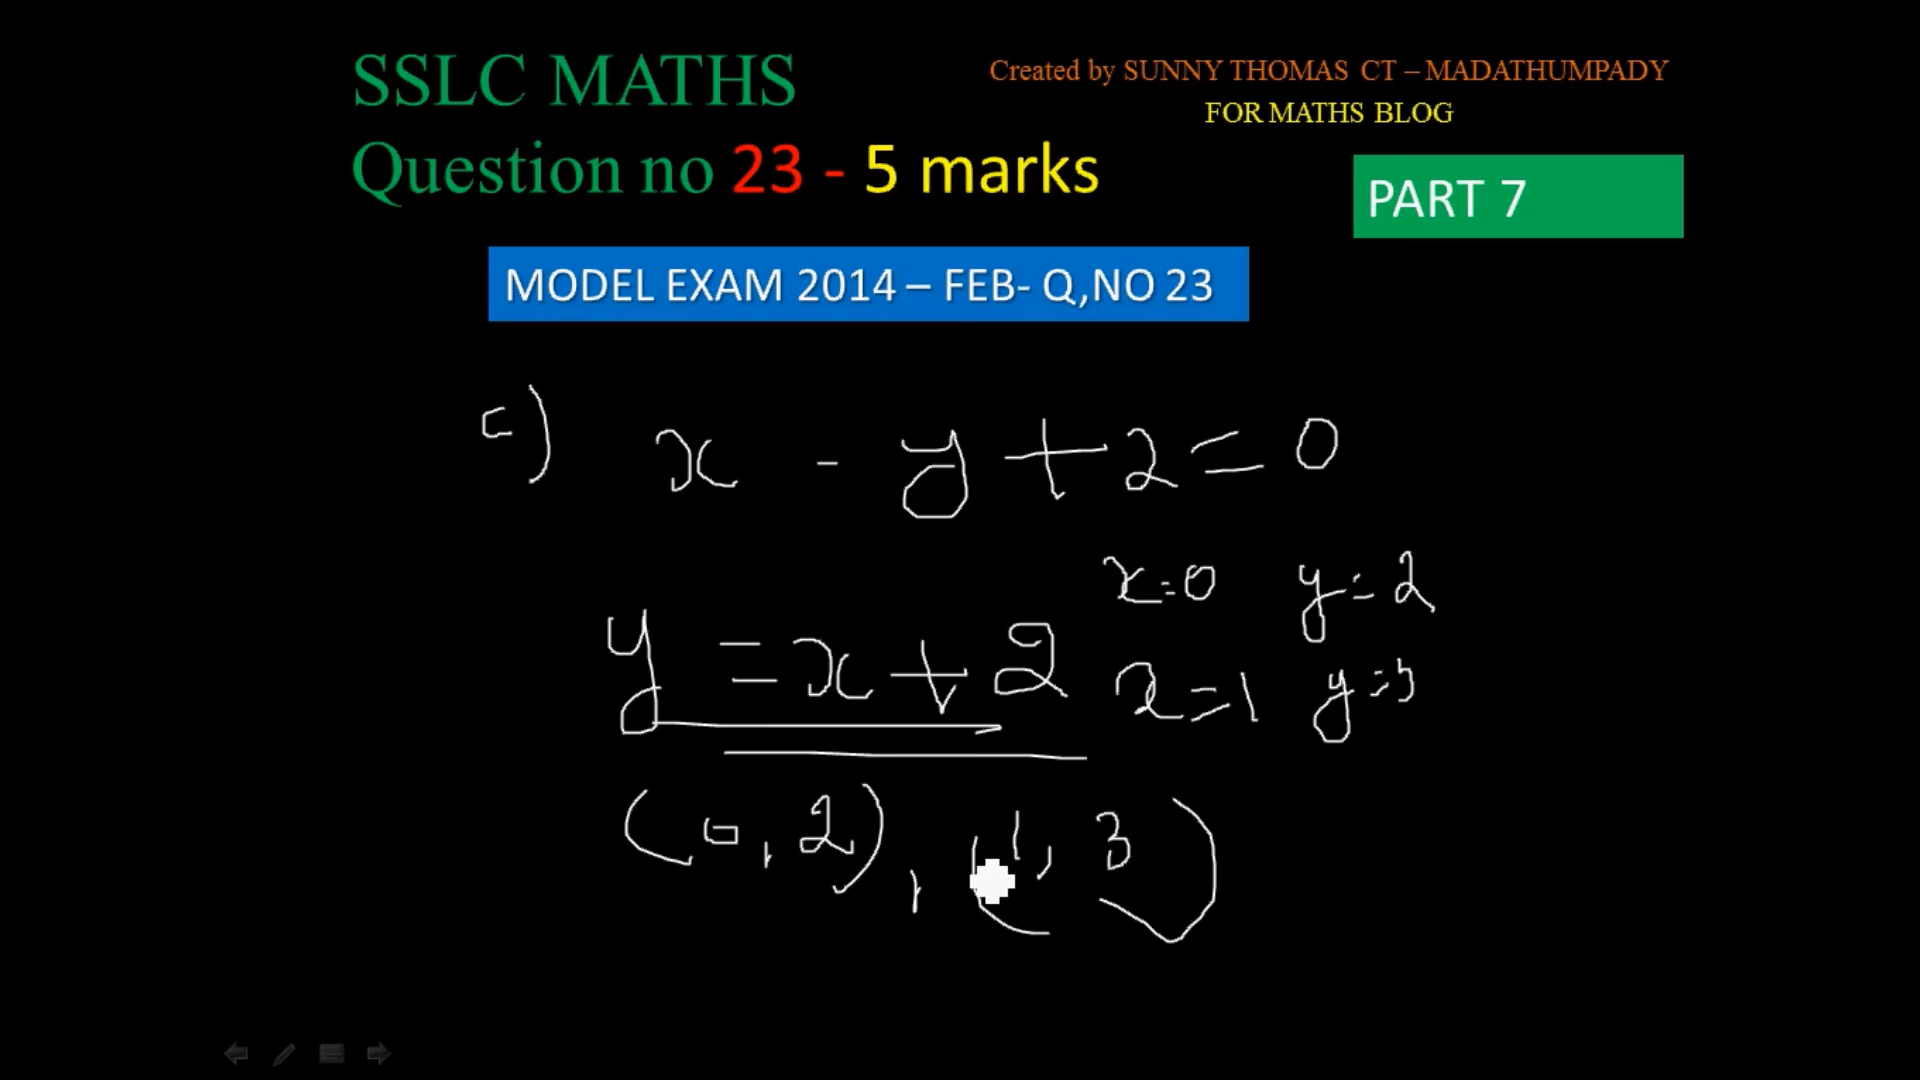 SSLC MATHS
Created by SUNNY THOMAS CT – MADATHUMPADY
FOR MATHS BLOG
Question no 23 - 5 marks
PART 7
MODEL EXAM 2014 – FEB- Q,NO 23
c) x - y + 2 = 0
x = 0 y = 2
y = x + 2
x = 1 y = 3
(0, 2), (1, 3)